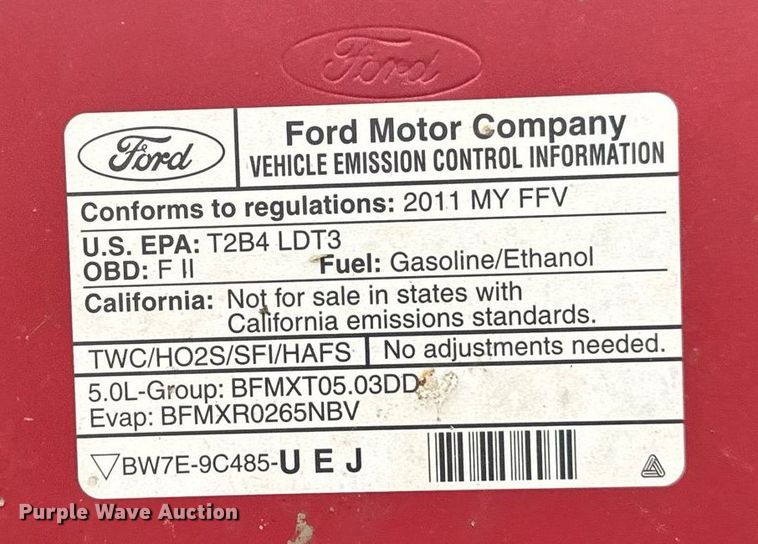 Ford
Ford
Ford Motor Company
VEHICLE EMISSION CONTROL INFORMATION
Conforms to regulations: 2011 MY FFV
U.S. EPA: T2B4 LDT3
OBD: F II Fuel: Gasoline/Ethanol
California: Not for sale in states with
California emissions standards.
TWC/HO2S/SFI/HAFS No adjustments needed.
5.0L-Group: BFMXT05.03DD
Evap: BFMXR0265NBV
BW7E-9C485-U E J
Purple Wave Auction